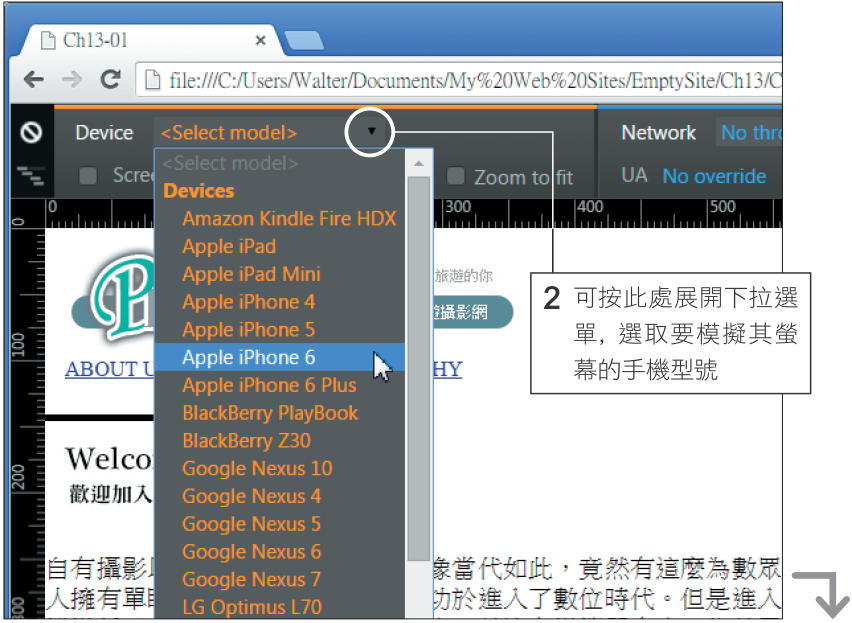 Ch13-01 ×
file:///C:/Users/Walter/Documents/My%20Web%20Sites/EmptySite/Ch13/C
Device <Select model> ▼ Network No thro
<Select model>
Scree Zoom to fit UA No override
Devices
0 0 300 400 500
Amazon Kindle Fire HDX
Apple iPad
旅遊的你
Apple iPad Mini
2 可按此處展開下拉選
Apple iPhone 4
攝影網
Apple iPhone 5
單, 選取要模擬其螢
100
Apple iPhone 6
ABOUT U HY
幕的手機型號
Apple iPhone 6 Plus
BlackBerry PlayBook
BlackBerry Z30
Welco
Google Nexus 10
200
歡迎加入
Google Nexus 4
Google Nexus 5
Google Nexus 6
自有攝影 像當代如此，竟然有這麼為數眾
Google Nexus 7
人擁有單 功於進入了數位時代。但是進入
300
LG Optimus L70